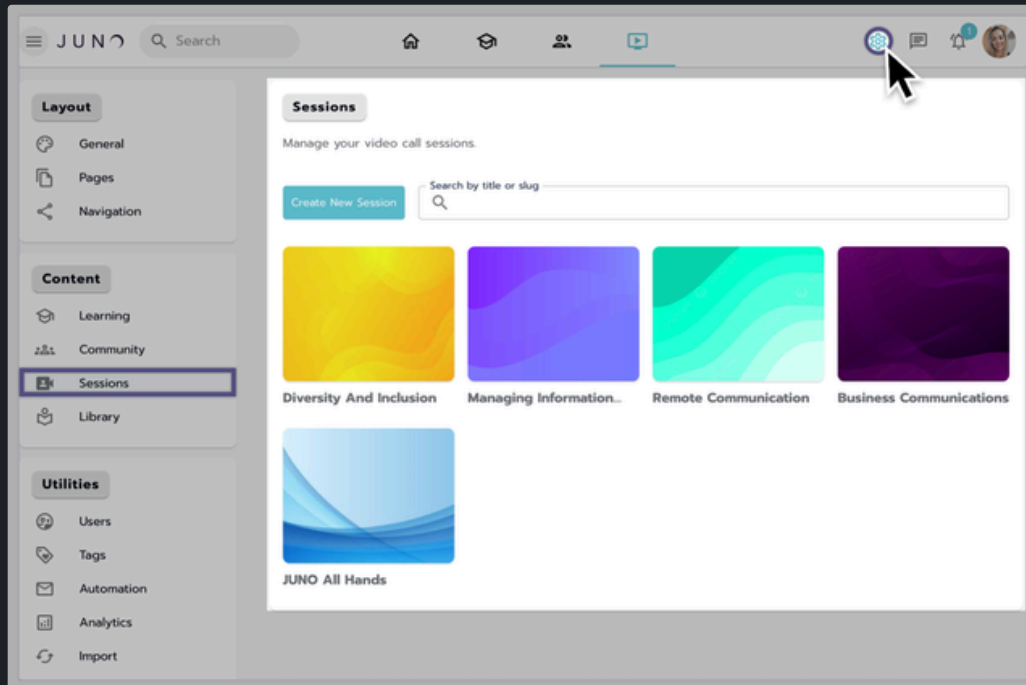 JUNO
Search
1
Layout
General
Pages
Navigation
Content
Learning
Community
Sessions
Library
Utilities
Users
Tags
Automation
Analytics
Import
Sessions
Manage your video call sessions.
Create New Session
Search by title or slug
Diversity And Inclusion
Managing Information...
Remote Communication
Business Communications
JUNO All Hands